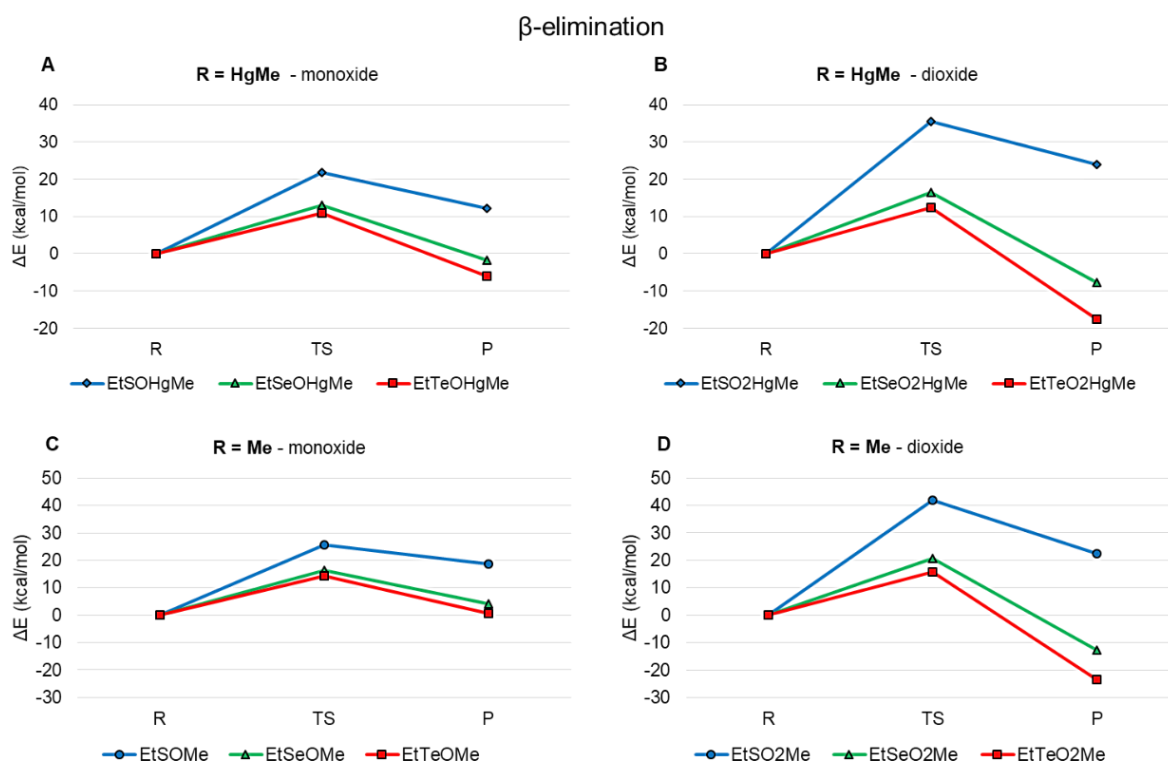 β-elimination
A
R = HgMe - monoxide
40
30
20
10
0
-10
-20
ΔE (kcal/mol)
R TS P
EtSOHgMe EtSeOHgMe EtTeOHgMe
B
R = HgMe - dioxide
40
30
20
10
0
-10
-20
ΔE (kcal/mol)
R TS P
EtSO2HgMe EtSeO2HgMe EtTeO2HgMe
C
R = Me - monoxide
50
40
30
20
10
0
-10
-20
-30
ΔE (kcal/mol)
R TS P
EtSOMe EtSeOMe EtTeOMe
D
R = Me - dioxide
50
40
30
20
10
0
-10
-20
-30
ΔE (kcal/mol)
R TS P
EtSO2Me EtSeO2Me EtTeO2Me